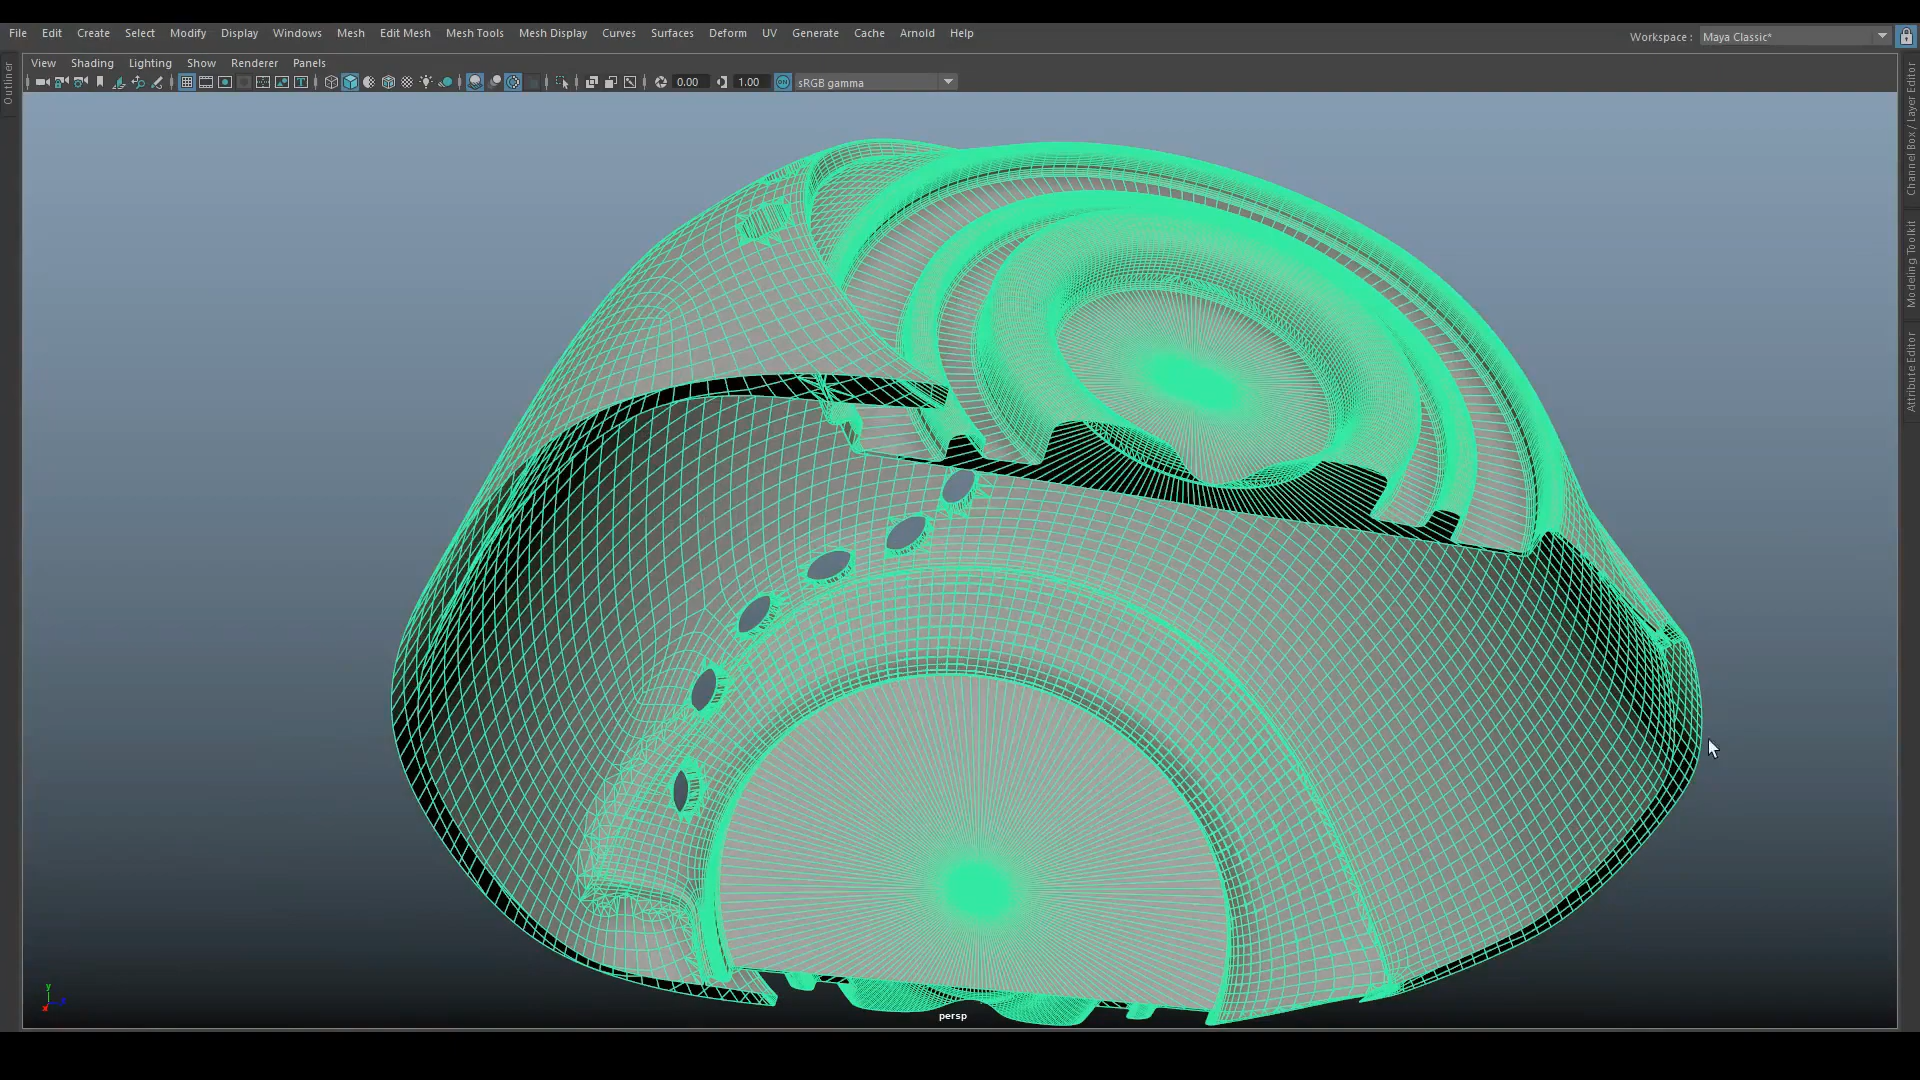 File Edit Create Select Modify Display Windows Mesh Edit Mesh Mesh Tools Mesh Display Curves Surfaces Deform UV Generate Cache Arnold Help
Workspace : Maya Classic*
View Shading Lighting Show Renderer Panels
0.00 1.00 ON sRGB gamma
Outliner
Channel Box / Layer Editor
Modeling Toolkit
Attribute Editor
y
persp